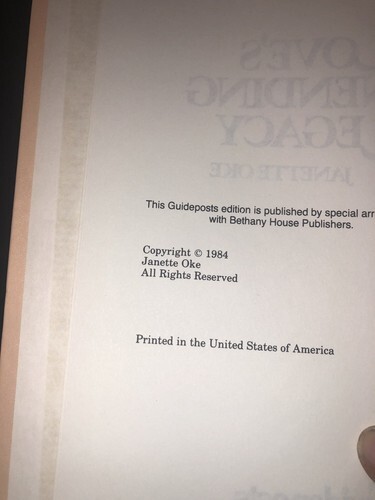 This Guideposts edition is published by special arr
with Bethany House Publishers.
Copyright © 1984
Janette Oke
All Rights Reserved
Printed in the United States of America